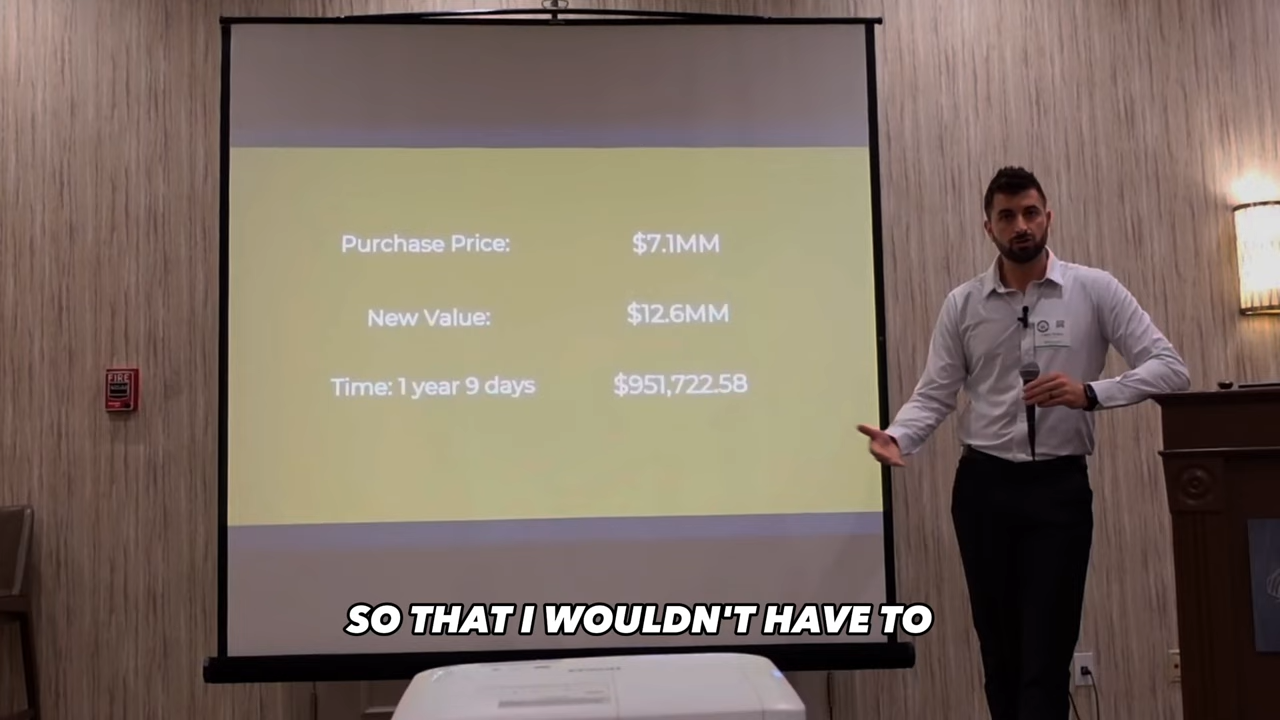 Purchase Price: $7.1MM
New Value: $12.6MM
Time: 1 year 9 days $951,722.58
FIRE
SO THAT I WOULDN'T HAVE TO